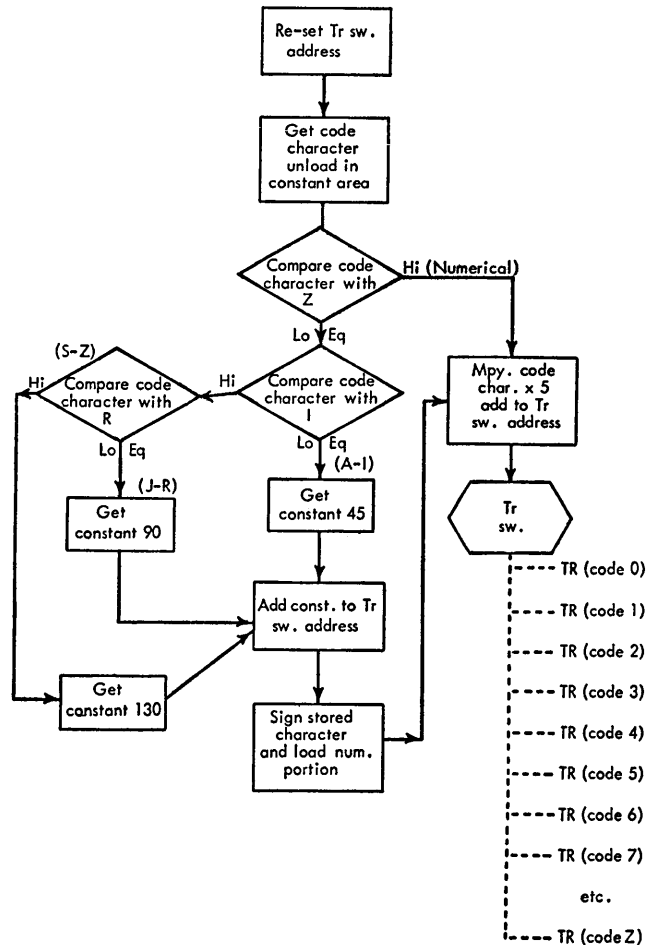 Re-set Tr sw.
address
Get code
character
unload in
constant area
Compare code
character with
Z
Hi (Numerical)
Lo Eq
(S-Z)
Hi
Compare code
character with
R
Hi
Compare code
character with
I
Mpy. code
char. x 5
add to Tr
sw. address
Lo Eq
Lo Eq
(J-R)
(A-I)
Get
constant 90
Get
constant 45
Tr
sw.
Add const. to Tr
sw. address
Get
constant 130
Sign stored
character
and load num.
portion
TR (code 0)
TR (code 1)
TR (code 2)
TR (code 3)
TR (code 4)
TR (code 5)
TR (code 6)
TR (code 7)
etc.
TR (code Z)